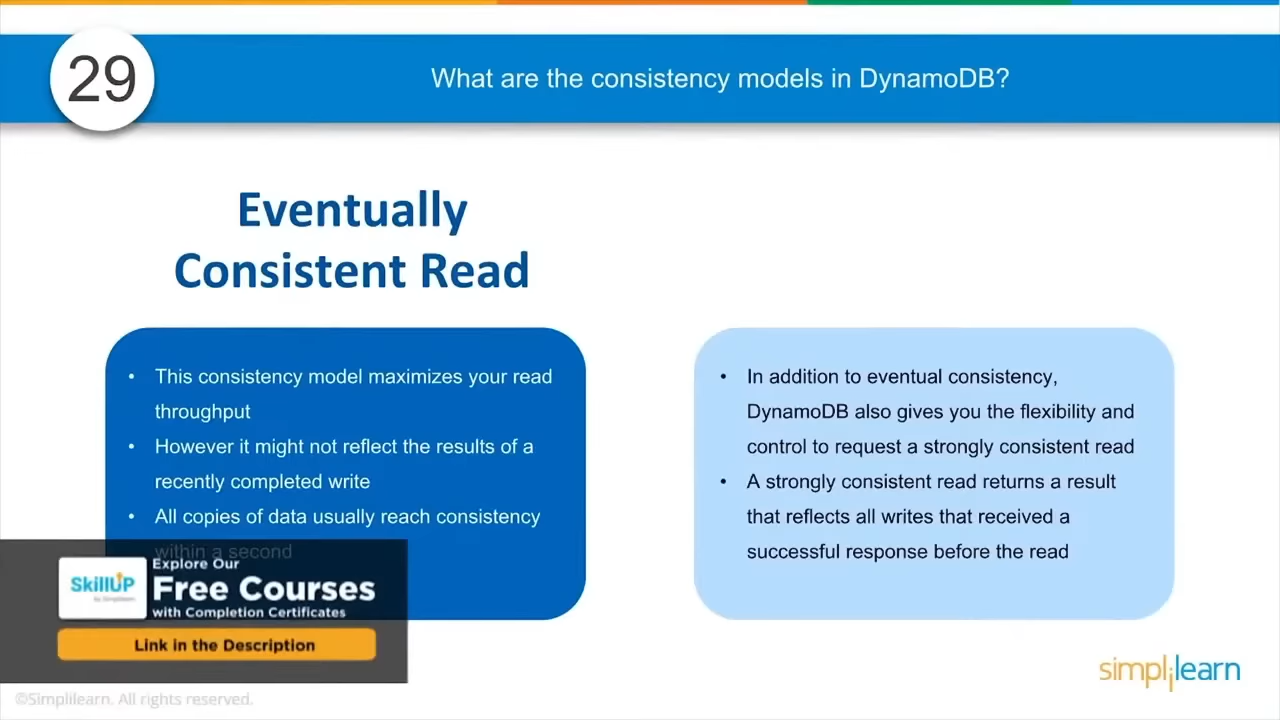 29
What are the consistency models in DynamoDB?
Eventually
Consistent Read
• This consistency model maximizes your read
throughput
• However it might not reflect the results of a
recently completed write
• All copies of data usually reach consistency
within a second
• In addition to eventual consistency,
DynamoDB also gives you the flexibility and
control to request a strongly consistent read
• A strongly consistent read returns a result
that reflects all writes that received a
successful response before the read
SkillUP
by Simplilearn
Explore Our
Free Courses
with Completion Certificates
Link in the Description
simplilearn
©Simplilearn. All rights reserved.